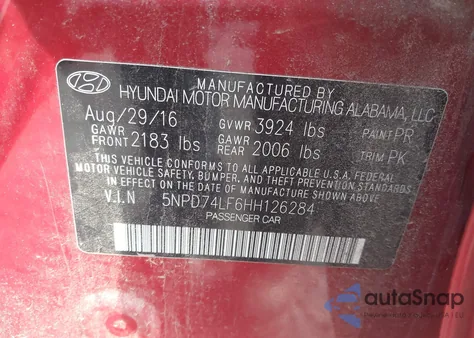 MANUFACTURED BY
HYUNDAI MOTOR MANUFACTURING ALABAMA, LLC
Aug/29/16 GVWR 3924 lbs PAINT PR
GAWR FRONT 2183 lbs GAWR REAR 2006 lbs TRIM PK
THIS VEHICLE CONFORMS TO ALL APPLICABLE U.S.A. FEDERAL
MOTOR VEHICLE SAFETY, BUMPER, AND THEFT PREVENTION STANDARDS
IN EFFECT ON THE DATE OF MANUFACTURE SHOWN ABOVE.
V.I.N 5NPD74LF6HH126284
PASSENGER CAR
autoSnap